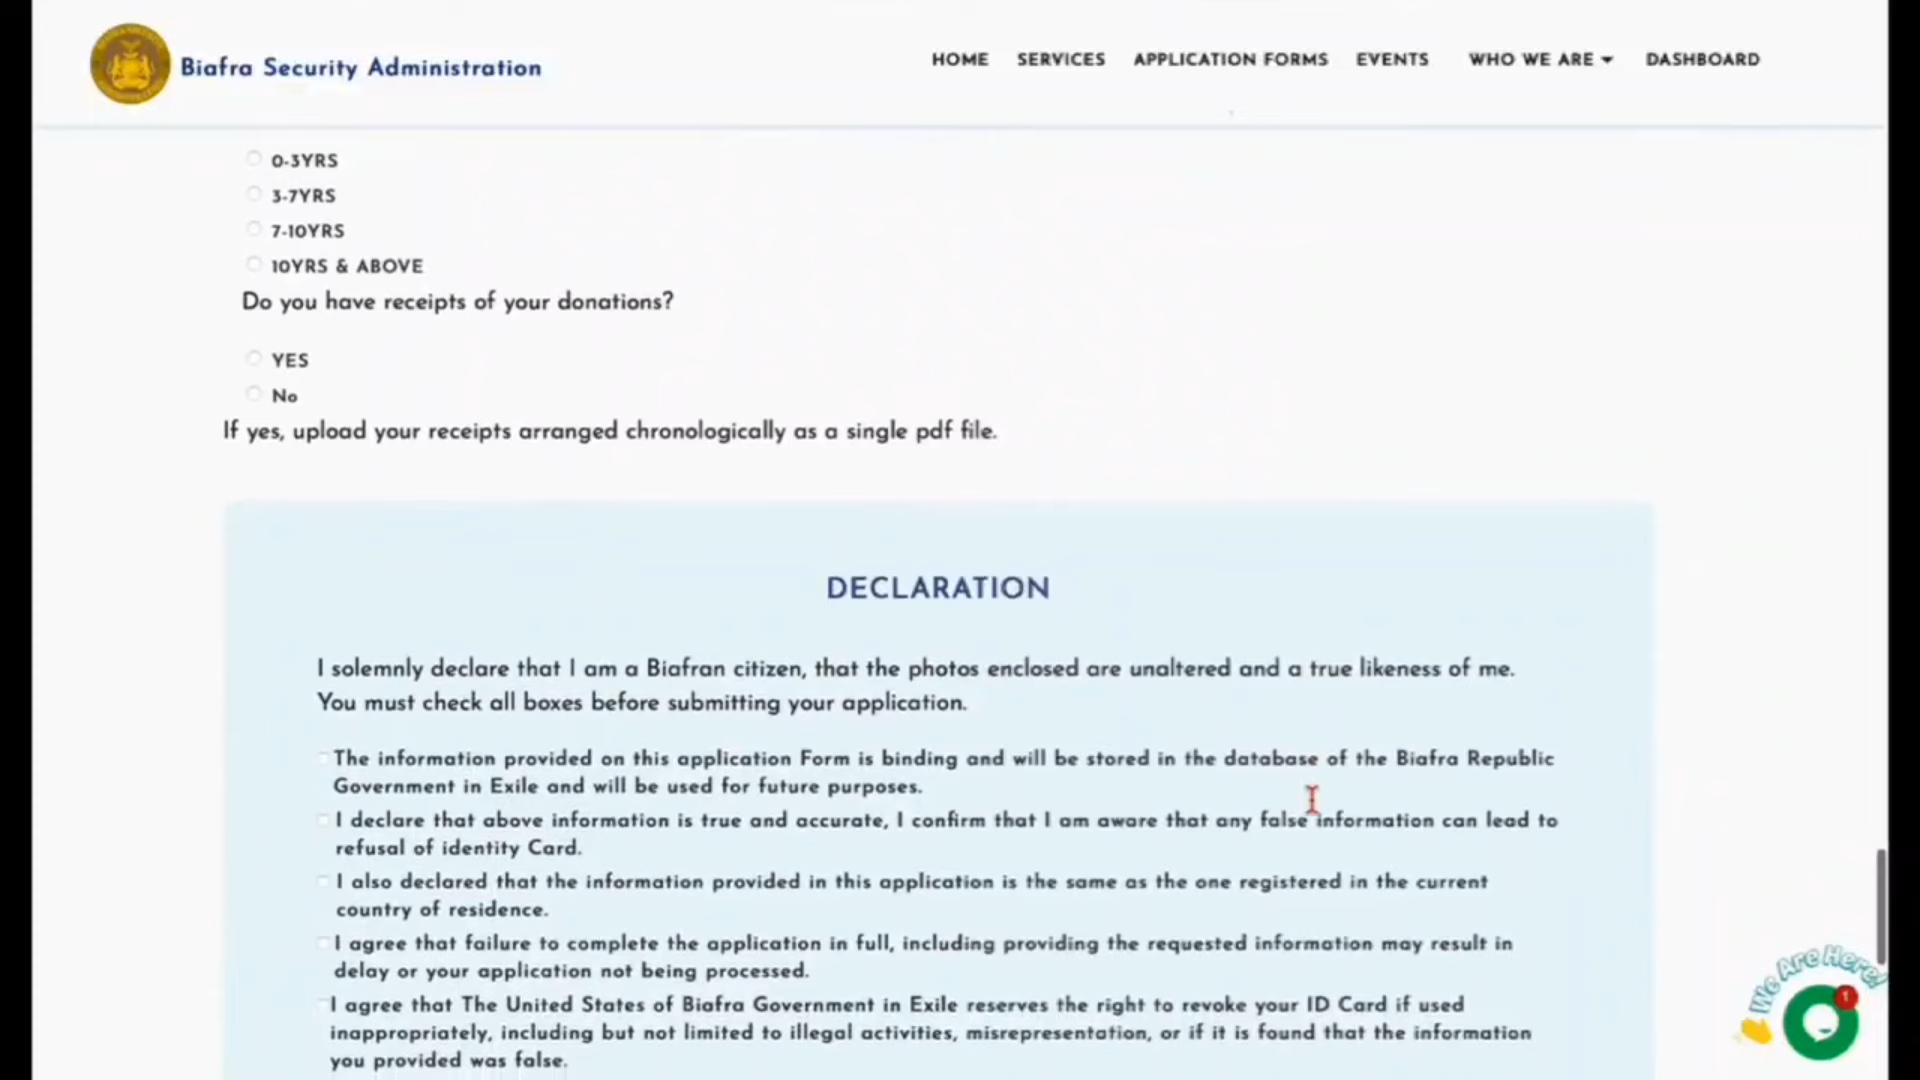 Biafra Security Administration
HOME SERVICES APPLICATION FORMS EVENTS WHO WE ARE DASHBOARD
0-3YRS
3-7YRS
7-10YRS
10YRS & ABOVE
Do you have receipts of your donations?
YES
No
If yes, upload your receipts arranged chronologically as a single pdf file.
DECLARATION
I solemnly declare that I am a Biafran citizen, that the photos enclosed are unaltered and a true likeness of me.
You must check all boxes before submitting your application.
The information provided on this application Form is binding and will be stored in the database of the Biafra Republic
Government in Exile and will be used for future purposes.
I declare that above information is true and accurate, I confirm that I am aware that any false information can lead to
refusal of identity Card.
I also declared that the information provided in this application is the same as the one registered in the current
country of residence.
I agree that failure to complete the application in full, including providing the requested information may result in
delay or your application not being processed.
I agree that The United States of Biafra Government in Exile reserves the right to revoke your ID Card if used
inappropriately, including but not limited to illegal activities, misrepresentation, or if it is found that the information
you provided was false.
We Are Here!
1